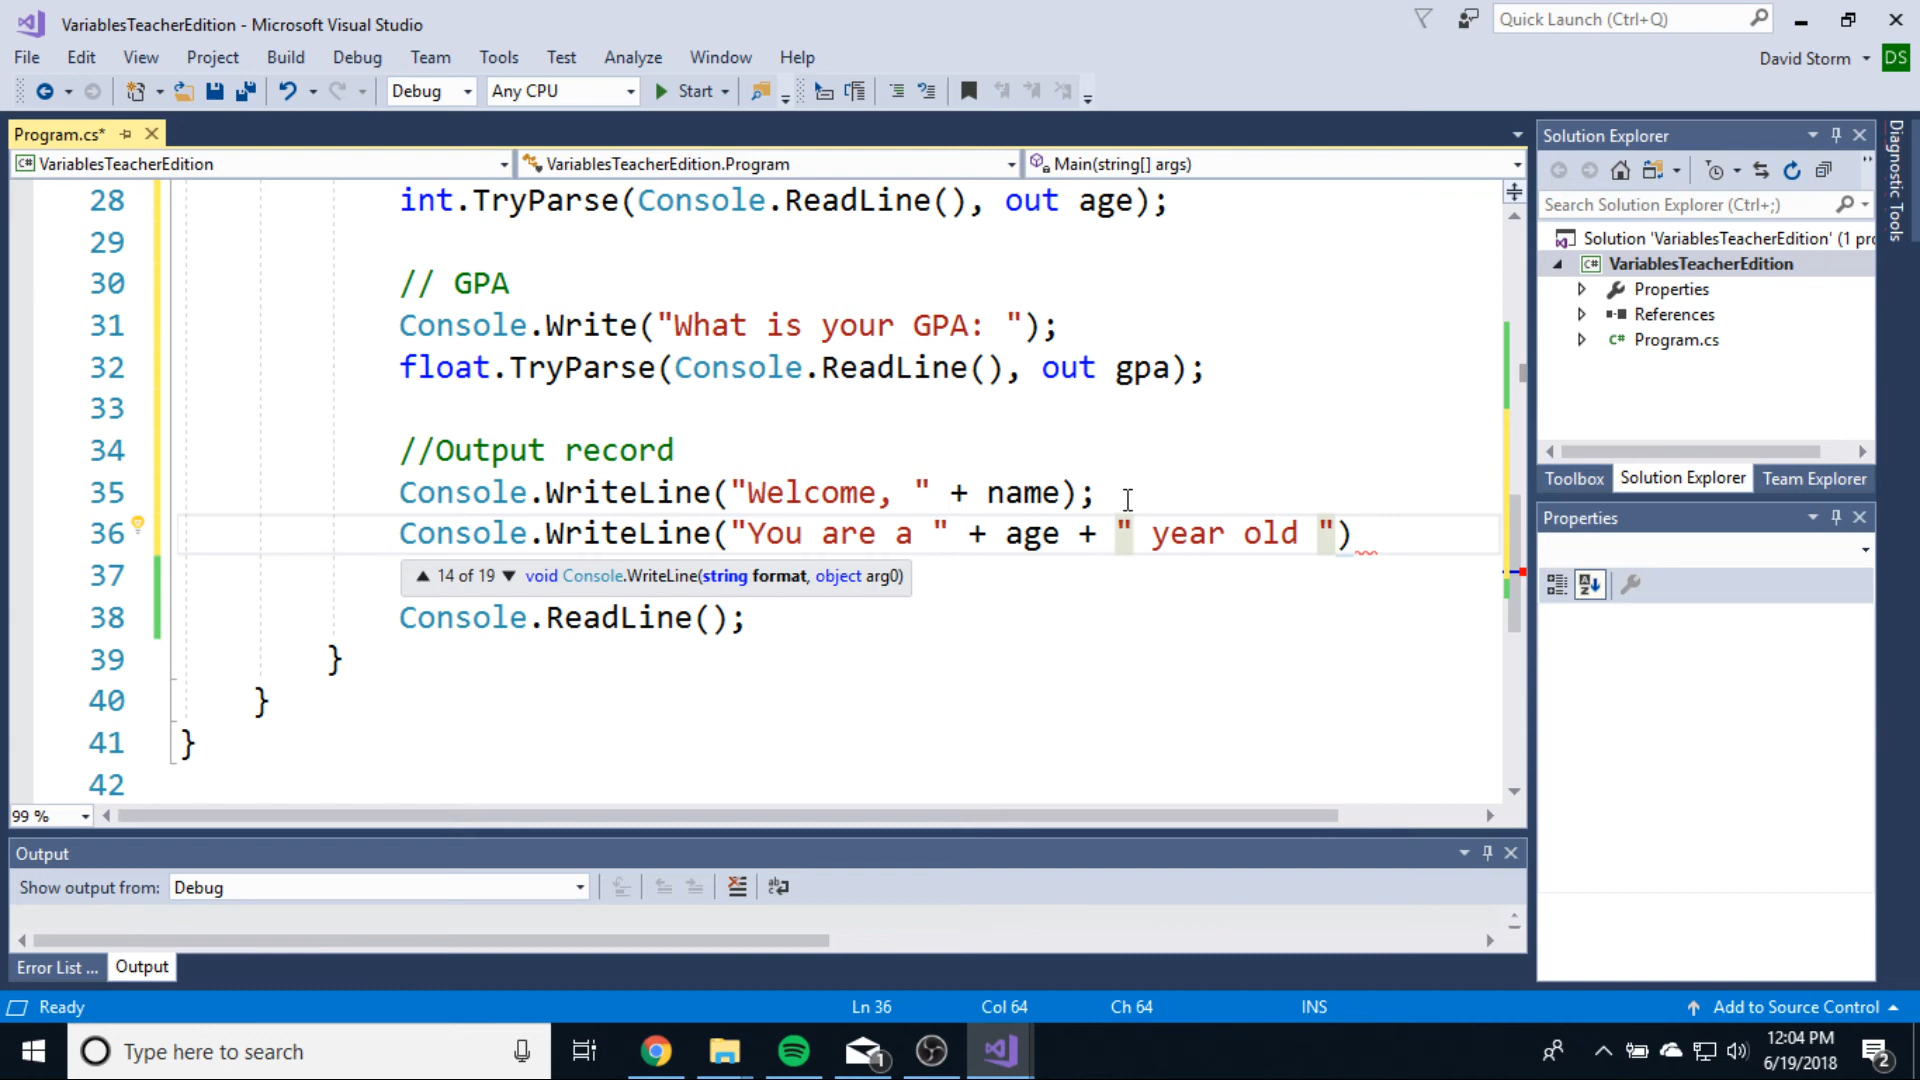 VariablesTeacherEdition - Microsoft Visual Studio
Quick Launch (Ctrl+Q)
File Edit View Project Build Debug Team Tools Test Analyze Window Help
David Storm DS
Debug Any CPU Start
Program.cs*
VariablesTeacherEdition VariablesTeacherEdition.Program Main(string[] args)
28 int.TryParse(Console.ReadLine(), out age);
29
30 // GPA
31 Console.Write("What is your GPA: ");
32 float.TryParse(Console.ReadLine(), out gpa);
33
34 //Output record
35 Console.WriteLine("Welcome, " + name);
36 Console.WriteLine("You are a " + age + " year old ")
37 14 of 19 void Console.WriteLine(string format, object arg0)
38 Console.ReadLine();
39 }
40 }
41 }
42
99 %
Output
Show output from: Debug
Error List ... Output
Solution Explorer
Search Solution Explorer (Ctrl+;)
Solution 'VariablesTeacherEdition' (1 pro
C# VariablesTeacherEdition
Properties
References
C# Program.cs
Toolbox Solution Explorer Team Explorer
Properties
Diagnostic Tools
Ready Ln 36 Col 64 Ch 64 INS Add to Source Control
Type here to search
1
12:04 PM
6/19/2018
2